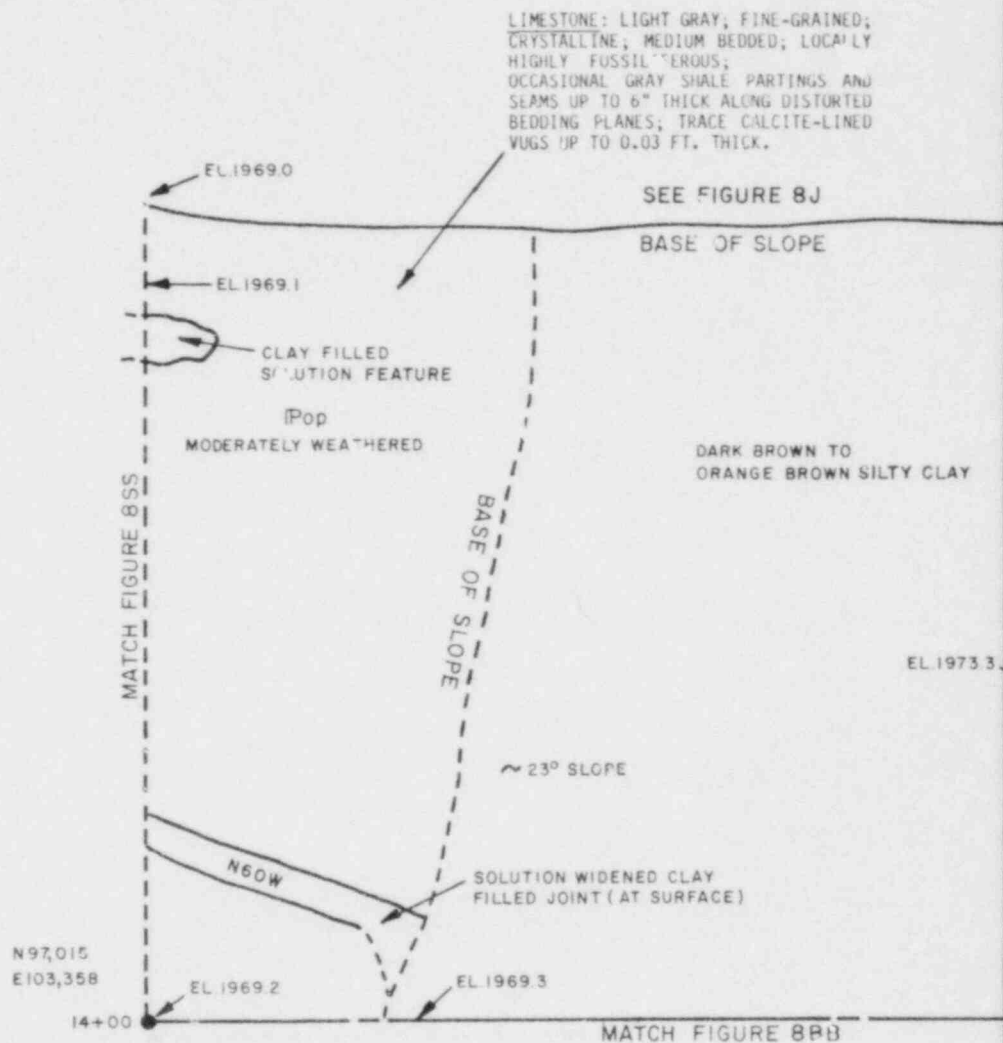 LIMESTONE: LIGHT GRAY; FINE-GRAINED;
CRYSTALLINE; MEDIUM BEDDED; LOCALLY
HIGHLY
OCCASIONAL GRAY SHALE PARTINGS AND
SEAMS UP TO 6" THICK ALONG DISTORTED
BEDDING PLANES; TRACE CALCITE-LINED
VUGS UP TO 0.03 FT. THICK.
EL.1969.0
SEE FIGURE 8J
BASE OF SLOPE
EL.1969.1
CLAY FILLED
FEATURE
ℙop
MODERATELY WEATHERED
DARK BROWN TO
ORANGE BROWN SILTY CLAY
MATCH FIGURE 8SS
BASE OF SLOPE
EL.1973.3
~ 23° SLOPE
N60W
SOLUTION WIDENED CLAY
FILLED JOINT (AT SURFACE)
N97,015
E103,358
EL.1969.2
EL.1969.3
14+00
MATCH FIGURE 8BB